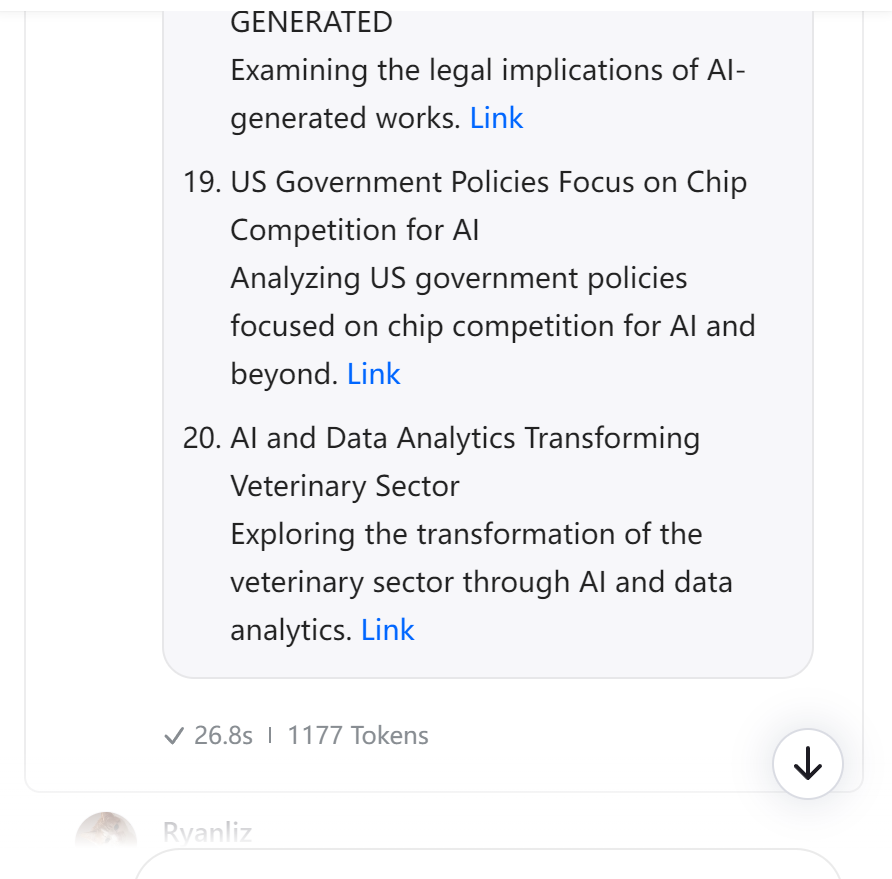 GENERATED
Examining the legal implications of AI-
generated works. Link
19. US Government Policies Focus on Chip
Competition for AI
Analyzing US government policies
focused on chip competition for AI and
beyond. Link
20. AI and Data Analytics Transforming
Veterinary Sector
Exploring the transformation of the
veterinary sector through AI and data
analytics. Link
26.8s | 1177 Tokens
Ryanliz